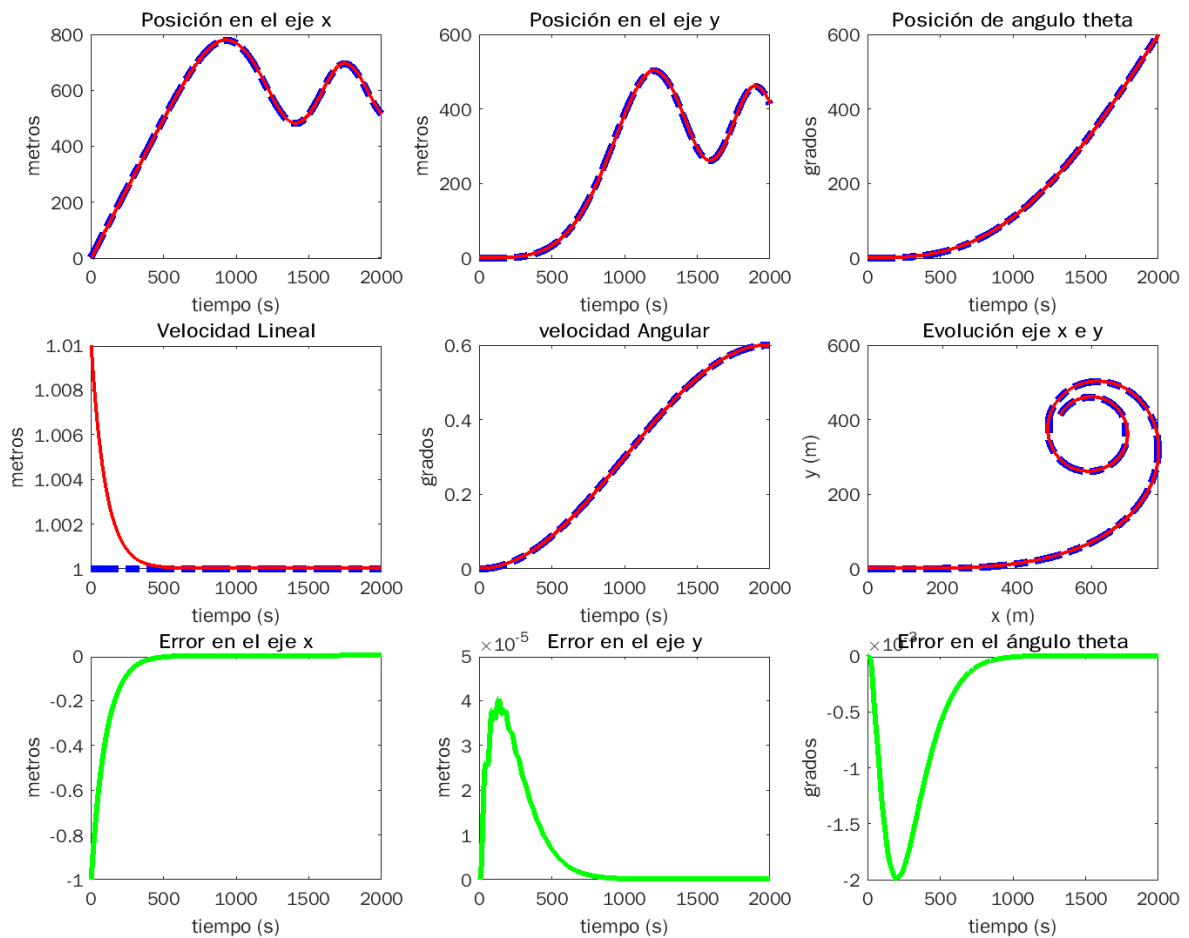 Posición en el eje x
metros
800
600
400
200
0
0 500 1000 1500 2000
tiempo (s)
Posición en el eje y
metros
600
400
200
0
0 500 1000 1500 2000
tiempo (s)
Posición de angulo theta
grados
600
400
200
0
0 500 1000 1500 2000
tiempo (s)
Velocidad Lineal
metros
1.01
1.008
1.006
1.004
1.002
1
0 500 1000 1500 2000
tiempo (s)
velocidad Angular
grados
0.6
0.4
0.2
0
0 500 1000 1500 2000
tiempo (s)
Evolución eje x e y
y (m)
600
400
200
0
0 200 400 600
x (m)
Error en el eje x
metros
0
-0.2
-0.4
-0.6
-0.8
-1
0 500 1000 1500 2000
tiempo (s)
Error en el eje y
×10⁻⁵
metros
5
4
3
2
1
0
0 500 1000 1500 2000
tiempo (s)
Error en el ángulo theta
×10⁻³
grados
0
-0.5
-1
-1.5
-2
0 500 1000 1500 2000
tiempo (s)